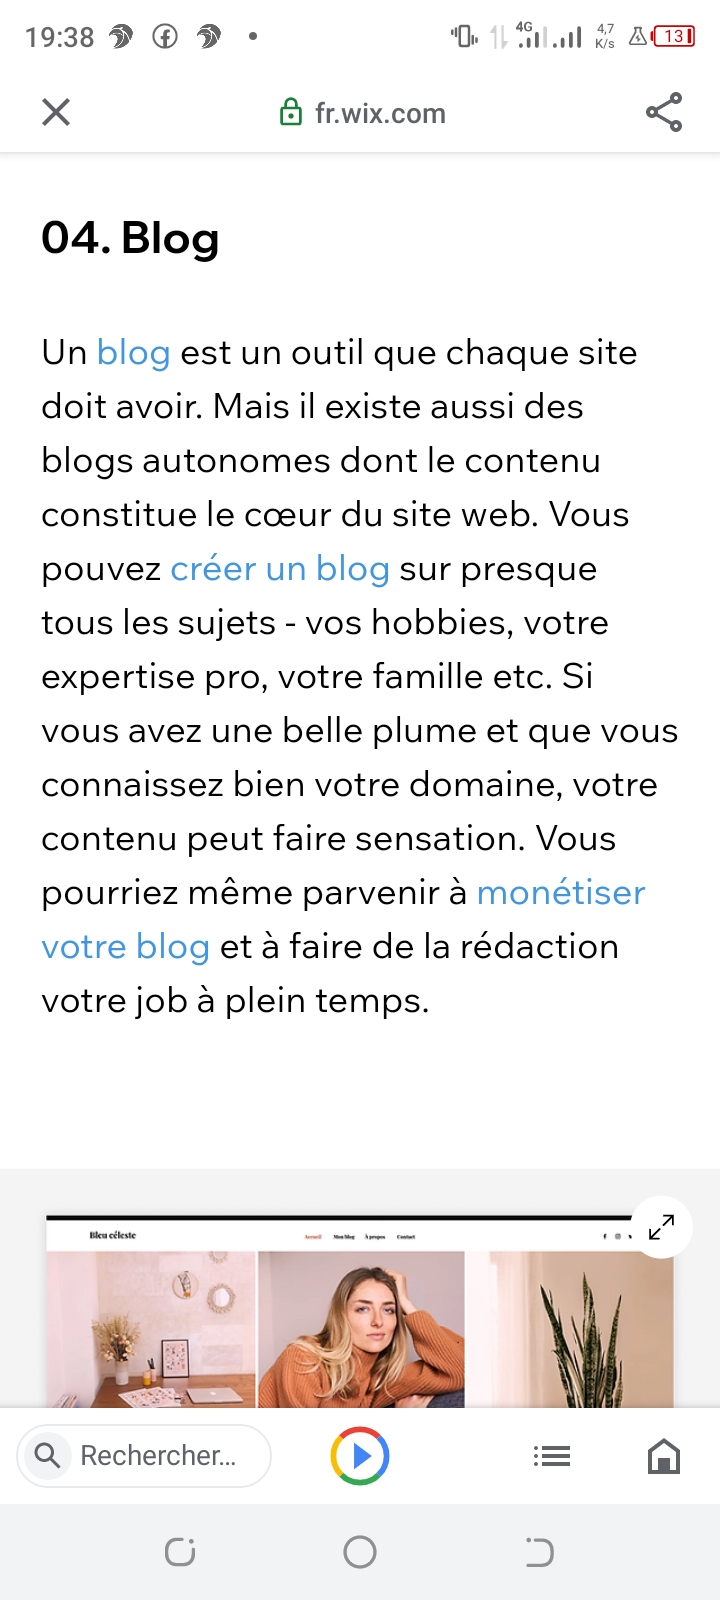 19:38
4G
4,7
K/s
13
fr.wix.com
04. Blog
Un blog est un outil que chaque site
doit avoir. Mais il existe aussi des
blogs autonomes dont le contenu
constitue le cœur du site web. Vous
pouvez créer un blog sur presque
tous les sujets - vos hobbies, votre
expertise pro, votre famille etc. Si
vous avez une belle plume et que vous
connaissez bien votre domaine, votre
contenu peut faire sensation. Vous
pourriez même parvenir à monétiser
votre blog et à faire de la rédaction
votre job à plein temps.
Bleu céleste
Accueil Mon blog À propos Contact
Rechercher...